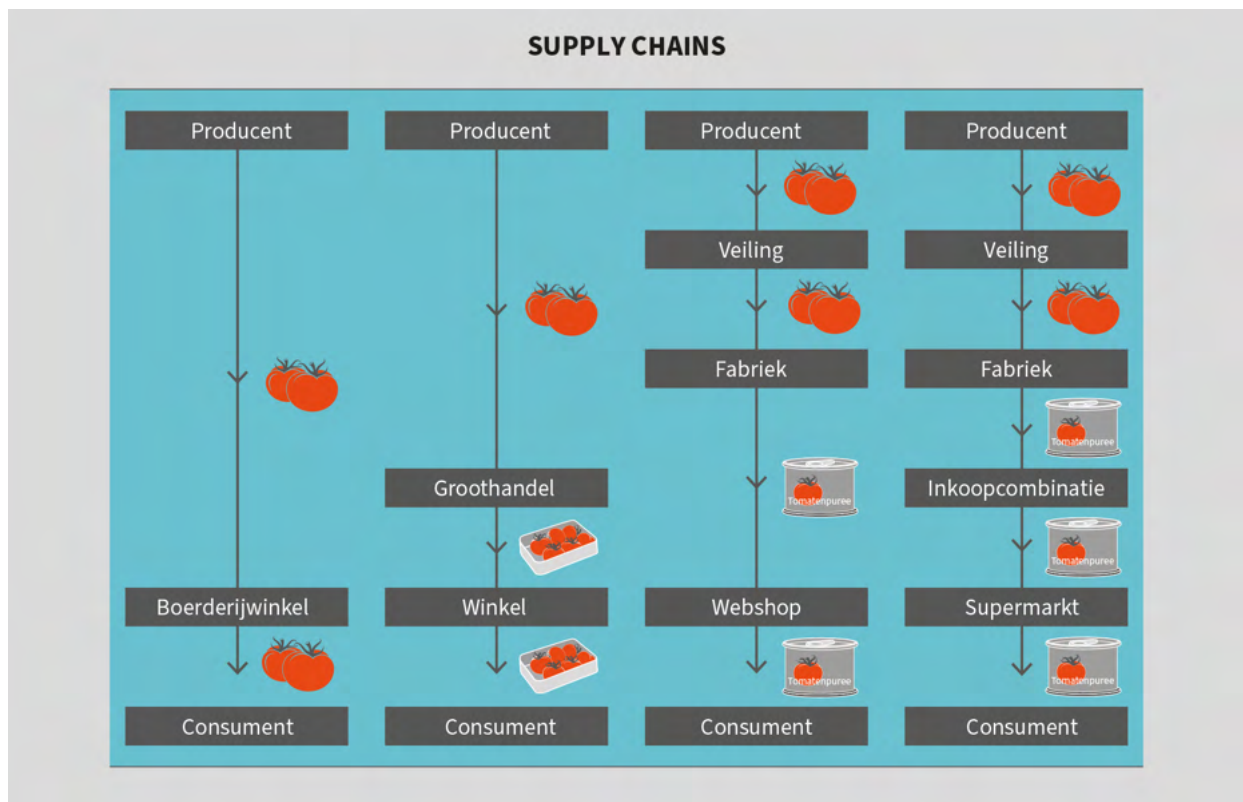 SUPPLY CHAINS
Producent
Boerderijwinkel
Consument
Producent
Groothandel
Winkel
Consument
Producent
Veiling
Fabriek
Tomatenpuree
Webshop
Tomatenpuree
Consument
Producent
Veiling
Fabriek
Tomatenpuree
Inkoopcombinatie
Tomatenpuree
Supermarkt
Tomatenpuree
Consument